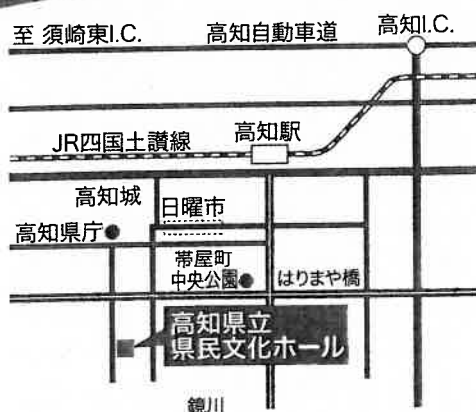 至 須崎東I.C.
高知自動車道
高知I.C.
JR四国土讃線
高知駅
高知城
日曜市
高知県庁
帯屋町
中央公園
はりまや橋
高知県立
県民文化ホール
鏡川